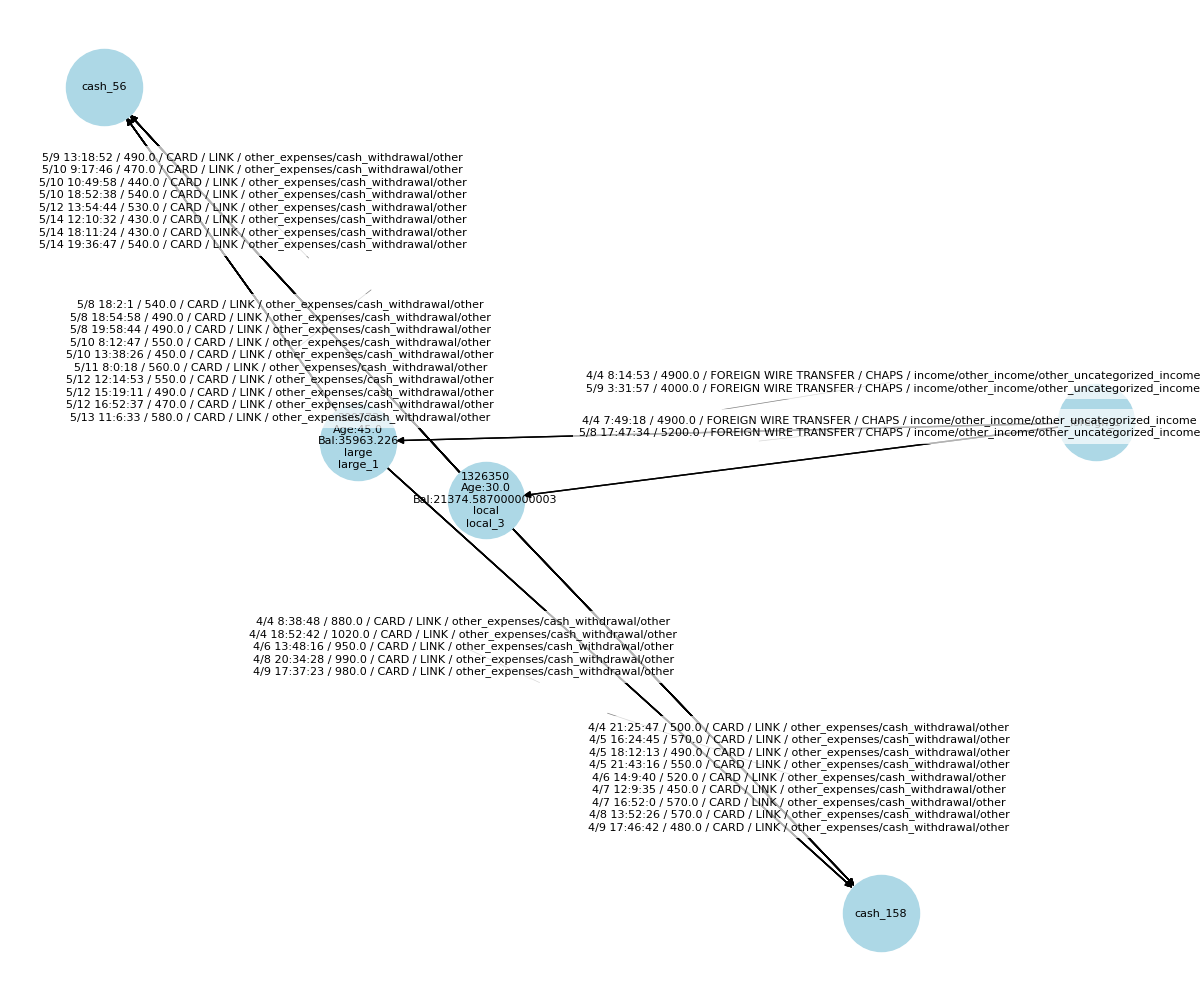 cash_56
5/9 13:18:52 / 490.0 / CARD / LINK / other_expenses/cash_withdrawal/other
5/10 9:17:46 / 470.0 / CARD / LINK / other_expenses/cash_withdrawal/other
5/10 10:49:58 / 440.0 / CARD / LINK / other_expenses/cash_withdrawal/other
5/10 18:52:38 / 540.0 / CARD / LINK / other_expenses/cash_withdrawal/other
5/12 13:54:44 / 530.0 / CARD / LINK / other_expenses/cash_withdrawal/other
5/14 12:10:32 / 430.0 / CARD / LINK / other_expenses/cash_withdrawal/other
5/14 18:11:24 / 430.0 / CARD / LINK / other_expenses/cash_withdrawal/other
5/14 19:36:47 / 540.0 / CARD / LINK / other_expenses/cash_withdrawal/other
5/8 18:2:1 / 540.0 / CARD / LINK / other_expenses/cash_withdrawal/other
5/8 18:54:58 / 490.0 / CARD / LINK / other_expenses/cash_withdrawal/other
5/8 19:58:44 / 490.0 / CARD / LINK / other_expenses/cash_withdrawal/other
5/10 8:12:47 / 550.0 / CARD / LINK / other_expenses/cash_withdrawal/other
5/10 13:38:26 / 450.0 / CARD / LINK / other_expenses/cash_withdrawal/other
5/11 8:0:18 / 560.0 / CARD / LINK / other_expenses/cash_withdrawal/other
5/12 12:14:53 / 550.0 / CARD / LINK / other_expenses/cash_withdrawal/other
5/12 15:19:11 / 490.0 / CARD / LINK / other_expenses/cash_withdrawal/other
5/12 16:52:37 / 470.0 / CARD / LINK / other_expenses/cash_withdrawal/other
5/13 11:6:33 / 580.0 / CARD / LINK / other_expenses/cash_withdrawal/other
4/4 8:14:53 / 4900.0 / FOREIGN WIRE TRANSFER / CHAPS / income/other_income/other_uncategorized_income
5/9 3:31:57 / 4000.0 / FOREIGN WIRE TRANSFER / CHAPS / income/other_income/other_uncategorized_income
4/4 7:49:18 / 4900.0 / FOREIGN WIRE TRANSFER / CHAPS / income/other_income/other_uncategorized_income
5/8 17:47:34 / 5200.0 / FOREIGN WIRE TRANSFER / CHAPS / income/other_income/other_uncategorized_income
Age:45.0
Bal:35963.226
large
large_1
1326350
Age:30.0
Bal:21374.587000000003
local
local_3
4/4 8:38:48 / 880.0 / CARD / LINK / other_expenses/cash_withdrawal/other
4/4 18:52:42 / 1020.0 / CARD / LINK / other_expenses/cash_withdrawal/other
4/6 13:48:16 / 950.0 / CARD / LINK / other_expenses/cash_withdrawal/other
4/8 20:34:28 / 990.0 / CARD / LINK / other_expenses/cash_withdrawal/other
4/9 17:37:23 / 980.0 / CARD / LINK / other_expenses/cash_withdrawal/other
4/4 21:25:47 / 500.0 / CARD / LINK / other_expenses/cash_withdrawal/other
4/5 16:24:45 / 570.0 / CARD / LINK / other_expenses/cash_withdrawal/other
4/5 18:12:13 / 490.0 / CARD / LINK / other_expenses/cash_withdrawal/other
4/5 21:43:16 / 550.0 / CARD / LINK / other_expenses/cash_withdrawal/other
4/6 14:9:40 / 520.0 / CARD / LINK / other_expenses/cash_withdrawal/other
4/7 12:9:35 / 450.0 / CARD / LINK / other_expenses/cash_withdrawal/other
4/7 16:52:0 / 570.0 / CARD / LINK / other_expenses/cash_withdrawal/other
4/8 13:52:26 / 570.0 / CARD / LINK / other_expenses/cash_withdrawal/other
4/9 17:46:42 / 480.0 / CARD / LINK / other_expenses/cash_withdrawal/other
cash_158